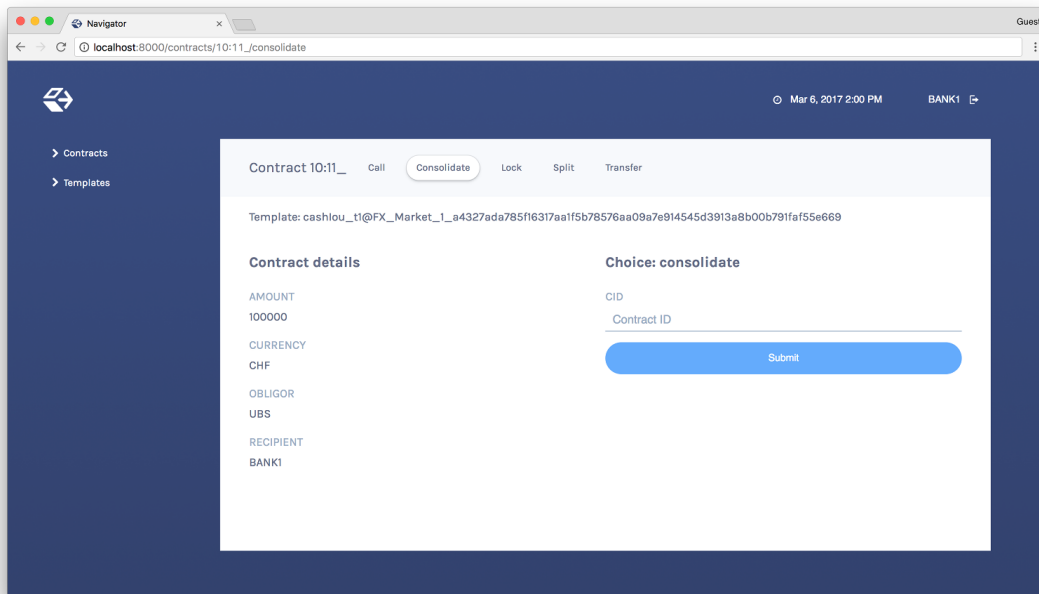 Navigator
Guest
localhost:8000/contracts/10:11_/consolidate
Mar 6, 2017 2:00 PM BANK1
Contracts
Templates
Contract 10:11_ Call Consolidate Lock Split Transfer
Template: cashIou_t1@FX_Market_1_a4327ada785f16317aa1f5b78576aa09a7e914545d3913a8b00b791faf55e669
Contract details
AMOUNT
100000
CURRENCY
CHF
OBLIGOR
UBS
RECIPIENT
BANK1
Choice: consolidate
CID
Contract ID
Submit